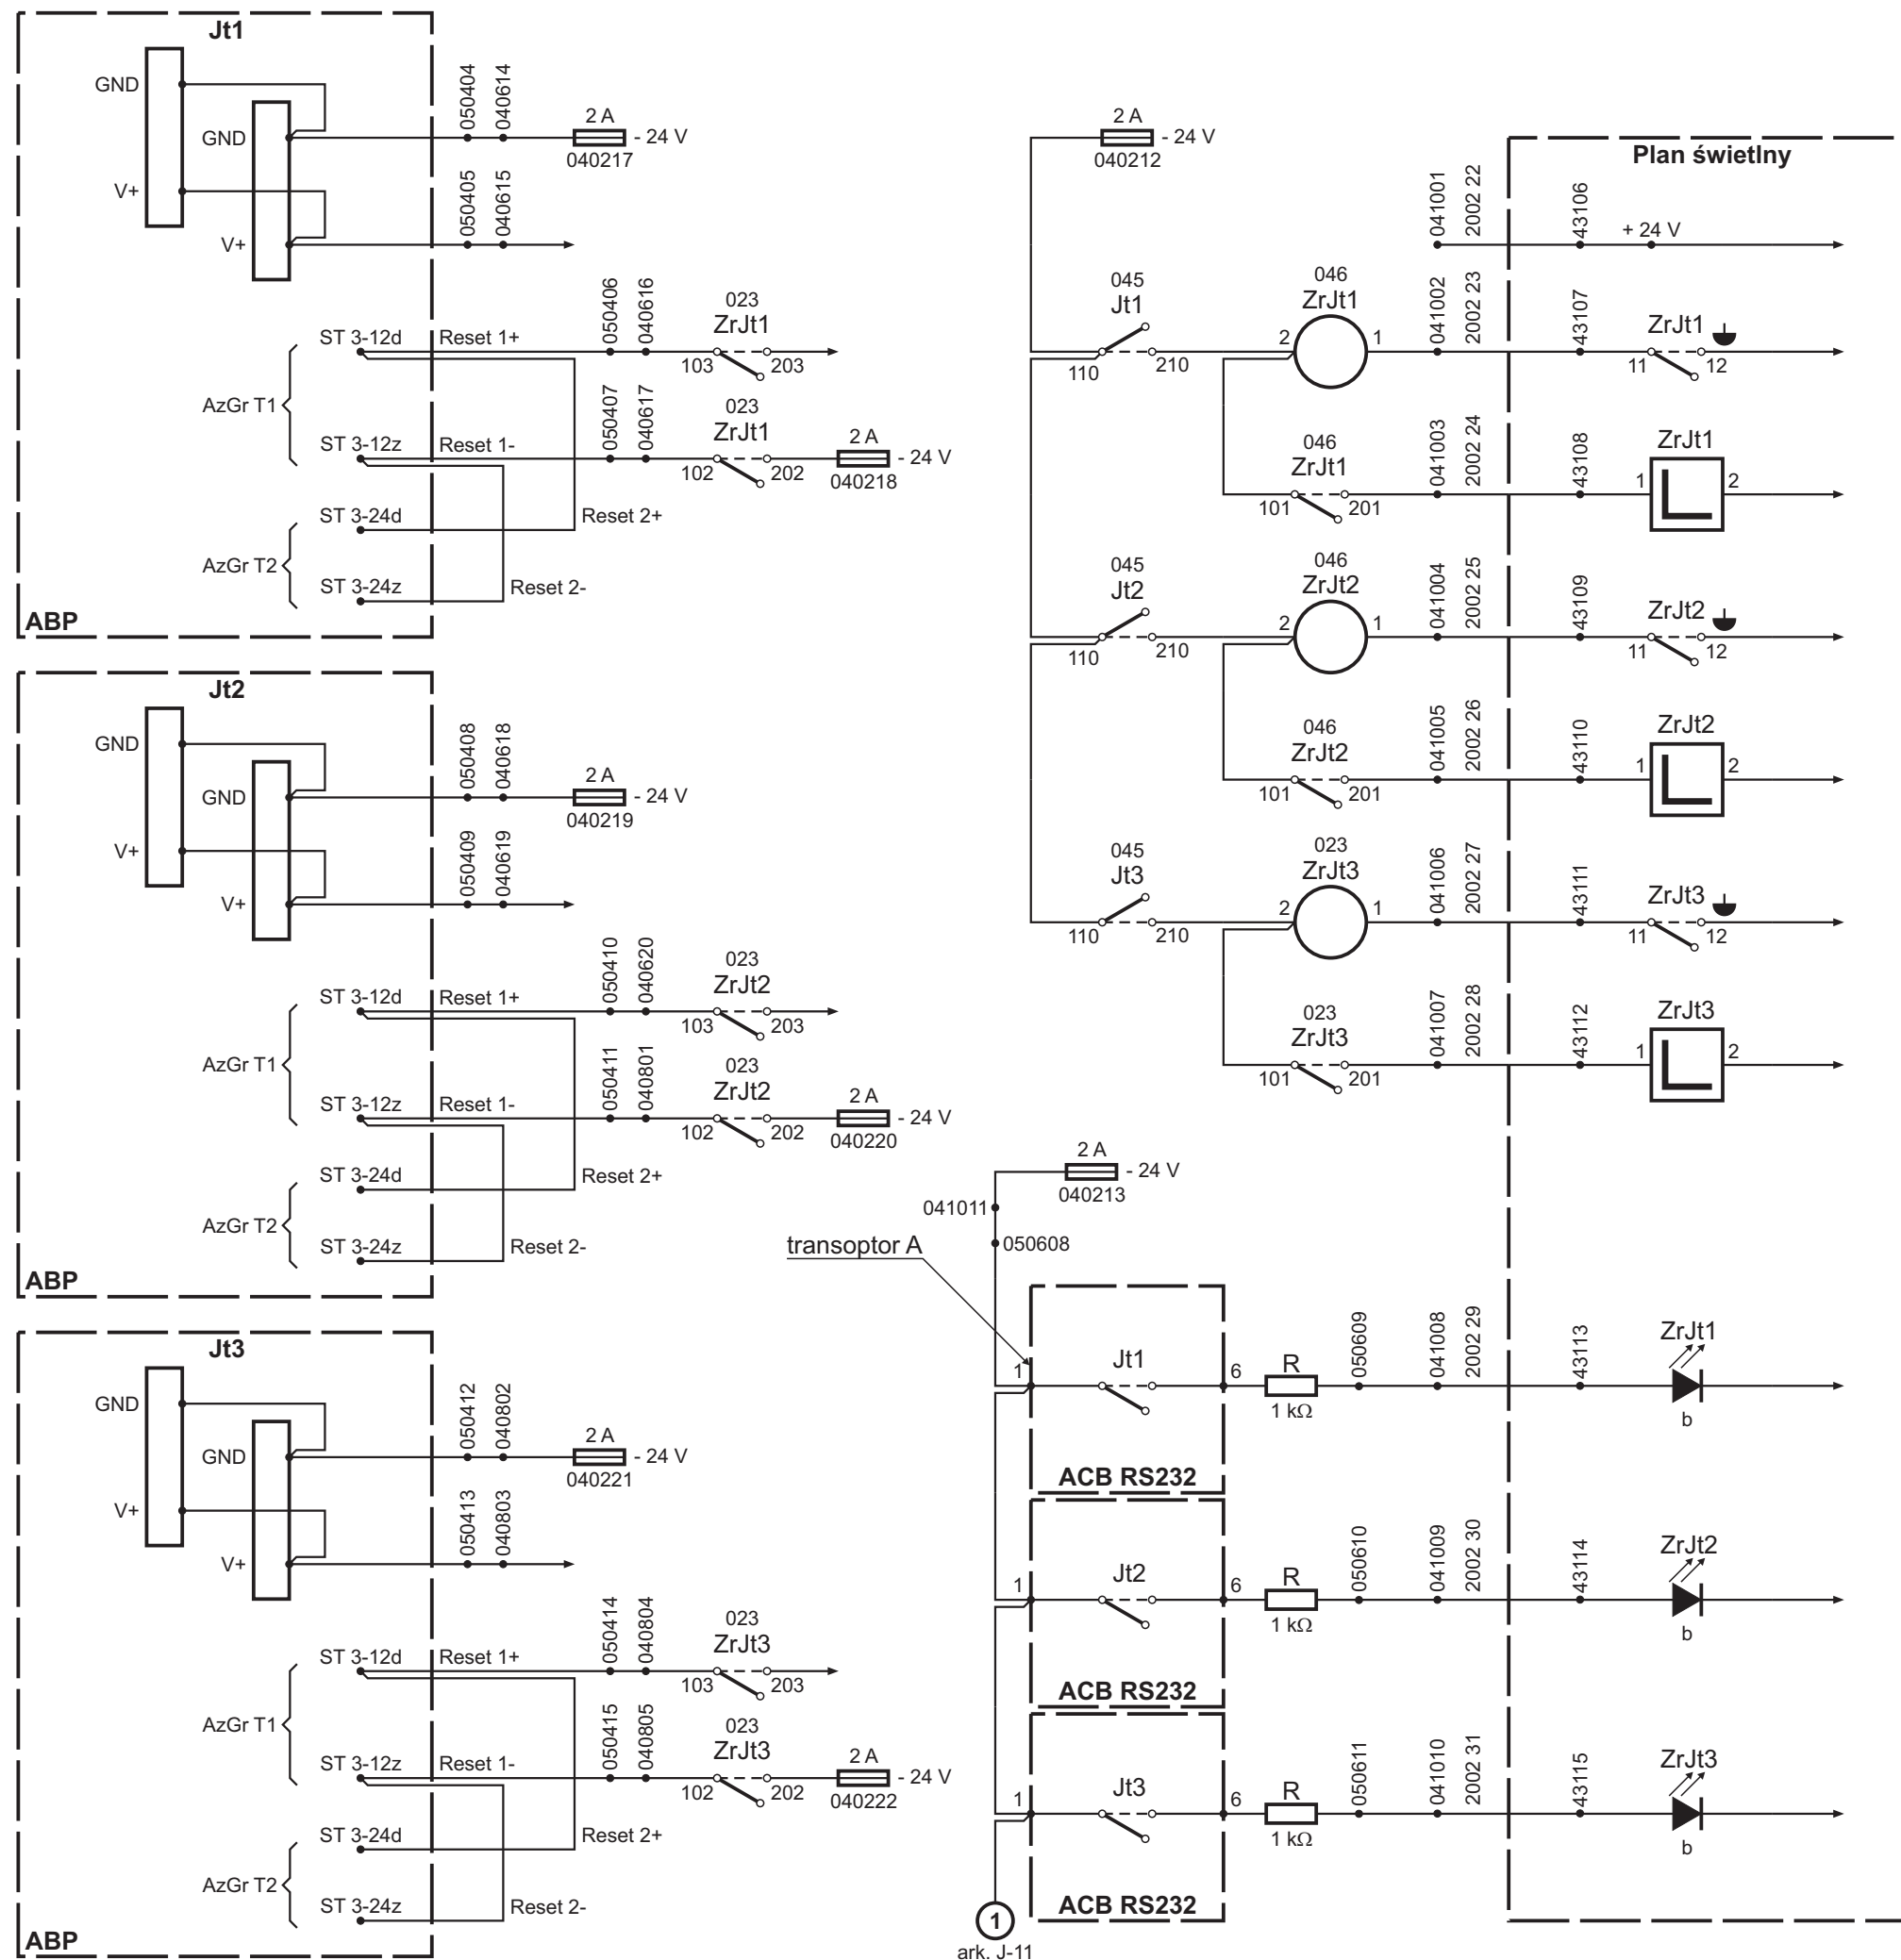 Jt1
GND
GND
V+
V+
050404
040614
2 A
- 24 V
040217
050405
040615
ST 3-12d
Reset 1+
050406
040616
023
ZrJt1
103
203
AzGr T1
ST 3-12z
Reset 1-
050407
040617
023
ZrJt1
102
202
2 A
- 24 V
040218
ST 3-24d
Reset 2+
AzGr T2
ST 3-24z
Reset 2-
ABP
Jt2
GND
GND
V+
V+
050408
040618
2 A
- 24 V
040219
050409
040619
ST 3-12d
Reset 1+
050410
040620
023
ZrJt2
103
203
AzGr T1
ST 3-12z
Reset 1-
050411
040801
023
ZrJt2
102
202
2 A
- 24 V
040220
ST 3-24d
Reset 2+
AzGr T2
ST 3-24z
Reset 2-
ABP
Jt3
GND
GND
V+
V+
050412
040802
2 A
- 24 V
040221
050413
040803
ST 3-12d
Reset 1+
050414
040804
023
ZrJt3
103
203
AzGr T1
ST 3-12z
Reset 1-
050415
040805
023
ZrJt3
102
202
2 A
- 24 V
040222
ST 3-24d
Reset 2+
AzGr T2
ST 3-24z
Reset 2-
ABP
2 A
- 24 V
040212
Plan świetlny
041001
2002 22
43106
+ 24 V
045
Jt1
110
210
046
ZrJt1
2
1
041002
2002 23
43107
ZrJt1
11
12
046
ZrJt1
101
201
041003
2002 24
43108
ZrJt1
1
2
045
Jt2
110
210
046
ZrJt2
2
1
041004
2002 25
43109
ZrJt2
11
12
046
ZrJt2
101
201
041005
2002 26
43110
ZrJt2
1
2
045
Jt3
110
210
023
ZrJt3
2
1
041006
2002 27
43111
ZrJt3
11
12
023
ZrJt3
101
201
041007
2002 28
43112
ZrJt3
1
2
2 A
- 24 V
040213
041011
050608
transoptor A
1
Jt1
6
R
1 kΩ
050609
041008
2002 29
43113
ZrJt1
b
ACB RS232
1
Jt2
6
R
1 kΩ
050610
041009
2002 30
43114
ZrJt2
b
ACB RS232
1
Jt3
6
R
1 kΩ
050611
041010
2002 31
43115
ZrJt3
b
ACB RS232
1
ark. J-11